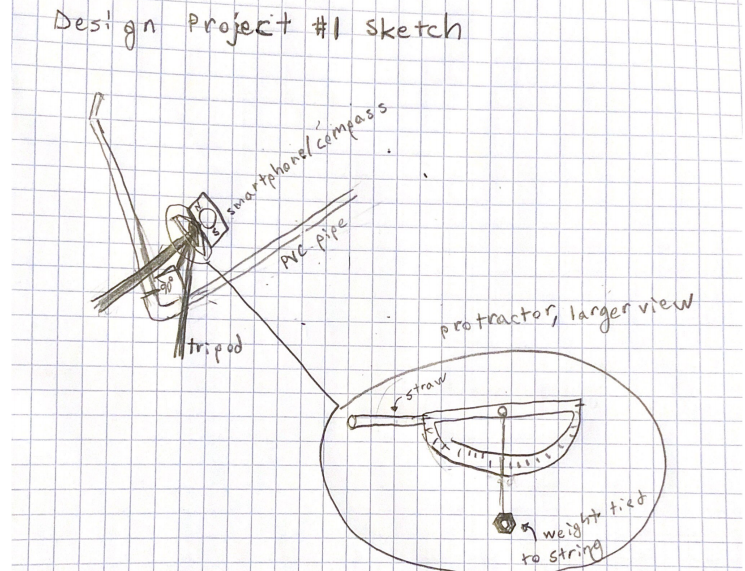 Design Project #1 Sketch
smartphone/compass
N
S
PVC pipe
90°
tripod
protractor, larger view
straw
weight tied
to string